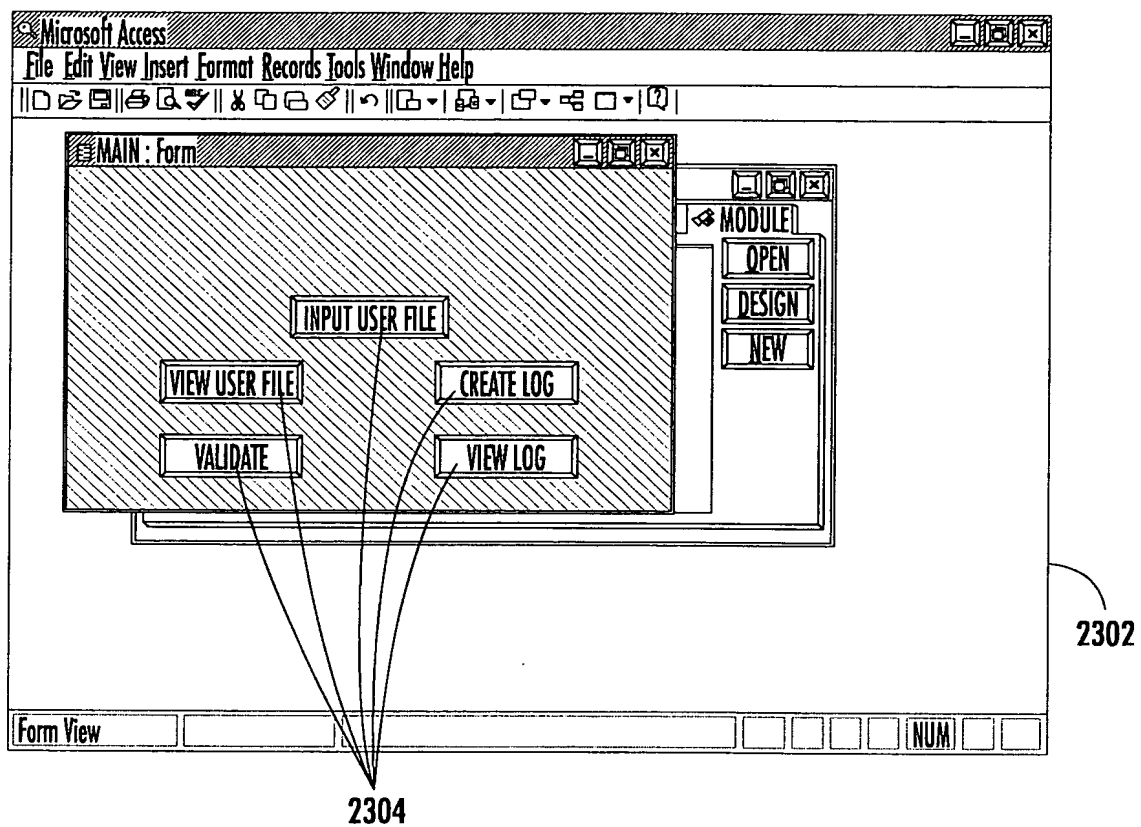 Microsoft Access
File Edit View Insert Format Records Tools Window Help
MAIN : Form
MODULE
OPEN
DESIGN
NEW
INPUT USER FILE
VIEW USER FILE
CREATE LOG
VALIDATE
VIEW LOG
2302
Form View
NUM
2304